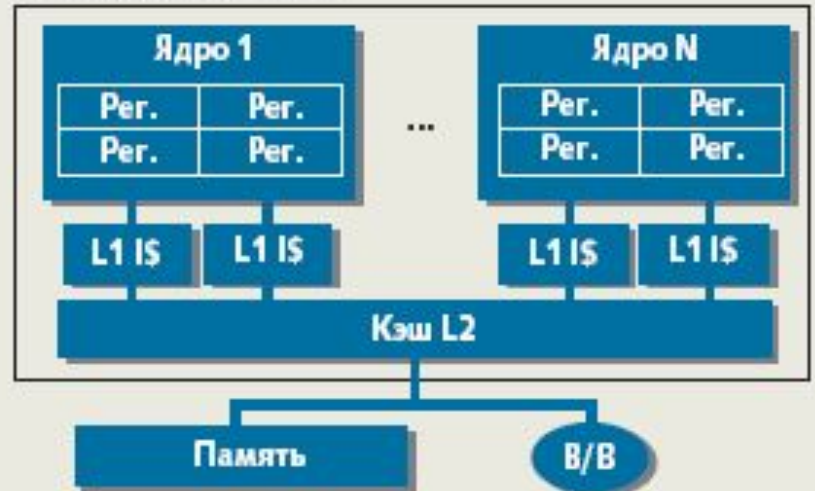 Ядро 1
Ядро N
Рег. Рег.
Рег. Рег.
...
Рег. Рег.
Рег. Рег.
L1 I$
L1 I$
L1 I$
L1 I$
Кэш L2
Память
В/В